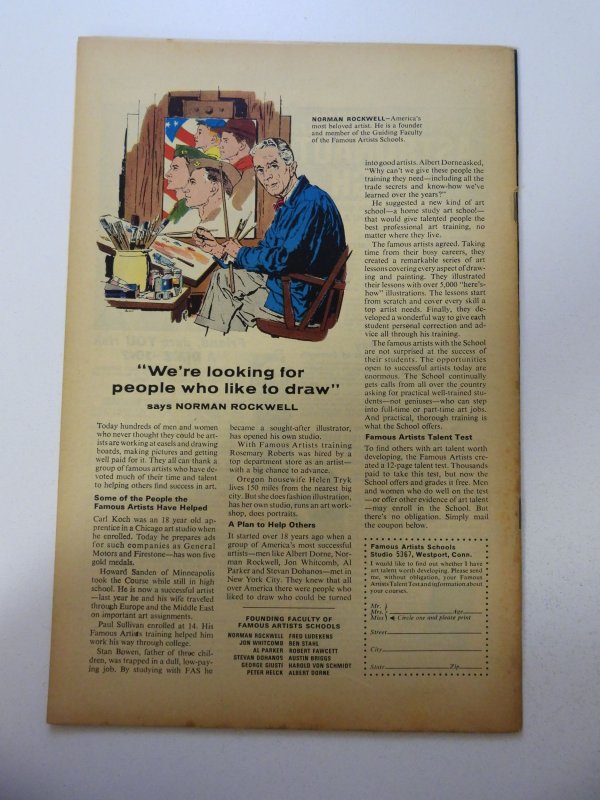 NORMAN ROCKWELL—America's
most beloved artist. He is a founder
and member of the Guiding Faculty
of the Famous Artists Schools.
"We're looking for
people who like to draw"
says NORMAN ROCKWELL
Today hundreds of men and women
who never thought they could be art-
ists are working at easels and drawing
boards, making pictures and getting
well paid for it. They all can thank a
group of famous artists who have de-
voted much of their time and talent
to helping others find success in art.
Some of the People the
Famous Artists Have Helped
Carl Koch was an 18 year old ap-
prentice in a Chicago art studio when
he enrolled. Today he prepares ads
for such companies as General
Motors and Firestone—has won five
gold medals.
Howard Sanden of Minneapolis
took the Course while still in high
school. He is now a successful artist
—last year he and his wife traveled
through Europe and the Middle East
on important art assignments.
Paul Sullivan enrolled at 14. His
Famous Artists training helped him
work his way through college.
Stan Bowen, father of three chil-
dren, was trapped in a dull, low-pay-
ing job. By studying with FAS he
became a sought-after illustrator,
has opened his own studio.
With Famous Artists training
Rosemary Roberts was hired by a
top department store as an artist—
with a big chance to advance.
Oregon housewife Helen Tryk
lives 150 miles from the nearest big
city. But she does fashion illustration,
has her own studio, runs an art work-
shop, does portraits.
A Plan to Help Others
It started over 18 years ago when a
group of America's most successful
artists—men like Albert Dorne, Nor-
man Rockwell, Jon Whitcomb, Al
Parker and Stevan Dohanos—met in
New York City. They knew that all
over America there were people who
liked to draw who could be turned
FOUNDING FACULTY OF
FAMOUS ARTISTS SCHOOLS
NORMAN ROCKWELL FRED LUDEKENS
JON WHITCOMB BEN STAHL
AL PARKER ROBERT FAWCETT
STEVAN DOHANOS AUSTIN BRIGGS
GEORGE GIUSTI HAROLD VON SCHMIDT
PETER HELCK ALBERT DORNE
into good artists. Albert Dorne asked,
"Why can't we give these people the
training they need—including all the
trade secrets and know-how we've
learned over the years?"
He suggested a new kind of art
school—a home study art school—
that would give talented people the
best professional art training, no
matter where they live.
The famous artists agreed. Taking
time from their busy careers, they
created a remarkable series of art
lessons covering every aspect of draw-
ing and painting. They illustrated
their lessons with over 5,000 "here's-
how" illustrations. The lessons start
from scratch and cover every skill a
top artist needs. Finally, they de-
veloped a wonderful way to give each
student personal correction and ad-
vice all through his training.
The famous artists with the School
are not surprised at the success of
their students. The opportunities
open to successful artists today are
enormous. The School continually
gets calls from all over the country
asking for practical well-trained stu-
dents—not geniuses—who can step
into full-time or part-time art jobs.
And practical, thorough training is
what the School offers.
Famous Artists Talent Test
To find others with art talent worth
developing, the Famous Artists cre-
ated a 12-page talent test. Thousands
paid to take this test, but now the
School offers and grades it free. Men
and women who do well on the test
—or offer other evidence of art talent
—may enroll in the School. But
there's no obligation. Simply mail
the coupon below.
Famous Artists Schools
Studio 5367, Westport, Conn.
I would like to find out whether I have
art talent worth developing. Please send
me, without obligation, your Famous
Artists Talent Test and information about
your courses.
Mr.
Mrs. Age
Miss Circle one and please print
Street
City
State Zip